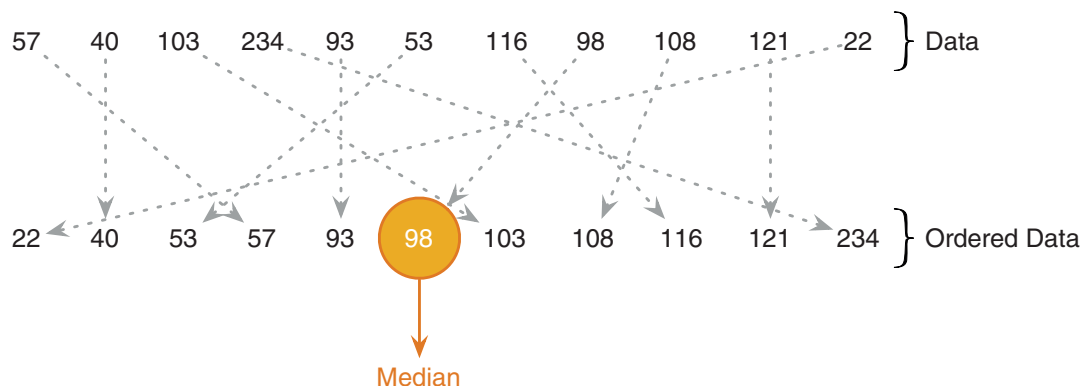 57 40 103 234 93 53 116 98 108 121 22 Data
22 40 53 57 93 98 103 108 116 121 234 Ordered Data
Median